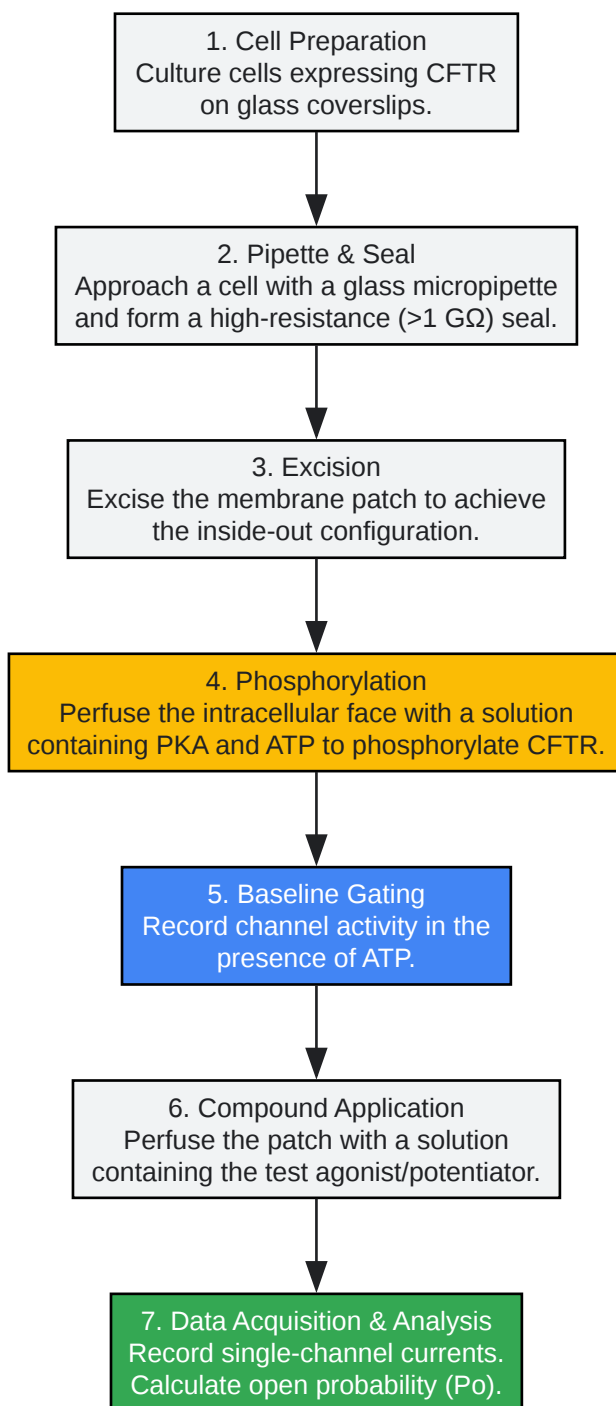 1. Cell Preparation
Culture cells expressing CFTR
on glass coverslips.
2. Pipette & Seal
Approach a cell with a glass micropipette
and form a high-resistance (>1 GΩ) seal.
3. Excision
Excise the membrane patch to achieve
the inside-out configuration.
4. Phosphorylation
Perfuse the intracellular face with a solution
containing PKA and ATP to phosphorylate CFTR.
5. Baseline Gating
Record channel activity in the
presence of ATP.
6. Compound Application
Perfuse the patch with a solution
containing the test agonist/potentiator.
7. Data Acquisition & Analysis
Record single-channel currents.
Calculate open probability (Po).